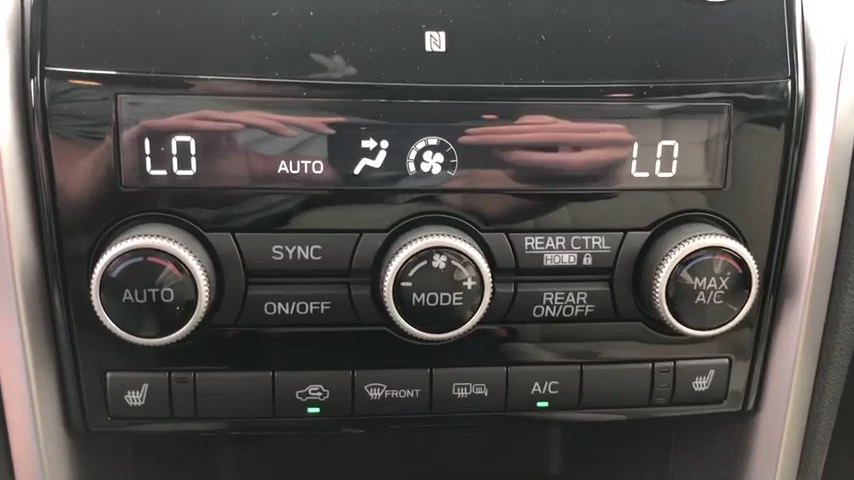 N
LO AUTO LO
SYNC
REAR CTRL
HOLD
AUTO
MODE
MAX
A/C
ON/OFF
REAR
ON/OFF
FRONT
A/C